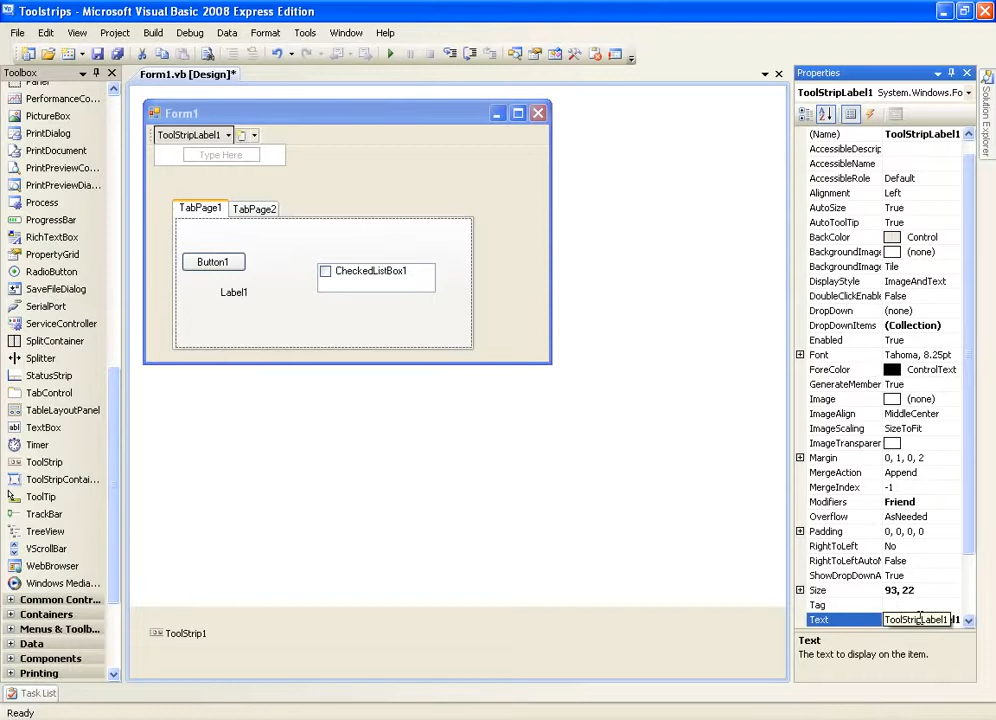 Toolstrips - Microsoft Visual Basic 2008 Express Edition
File Edit View Project Build Debug Data Format Tools Window Help
Toolbox
PerformanceCo...
PictureBox
PrintDialog
PrintDocument
PrintPreviewCo...
PrintPreviewDia...
Process
ProgressBar
RichTextBox
PropertyGrid
RadioButton
SaveFileDialog
SerialPort
ServiceController
SplitContainer
Splitter
StatusStrip
TabControl
TableLayoutPanel
TextBox
Timer
ToolStrip
ToolStripContai...
ToolTip
TrackBar
TreeView
VScrollBar
WebBrowser
Windows Media...
Common Contr...
Containers
Menus & Toolb...
Data
Components
Printing
Task List
Ready
Form1.vb [Design]*
Form1
ToolStripLabel1
Type Here
TabPage1 TabPage2
Button1
CheckedListBox1
Label1
ToolStrip1
Properties
ToolStripLabel1 System.Windows.Fo
(Name) ToolStripLabel1
AccessibleDescrip
AccessibleName
AccessibleRole Default
Alignment Left
AutoSize True
AutoToolTip True
BackColor Control
BackgroundImage (none)
BackgroundImage Tile
DisplayStyle ImageAndText
DoubleClickEnable False
DropDown (none)
DropDownItems (Collection)
Enabled True
Font Tahoma, 8.25pt
ForeColor ControlText
GenerateMember True
Image (none)
ImageAlign MiddleCenter
ImageScaling SizeToFit
ImageTransparer
Margin 0, 1, 0, 2
MergeAction Append
MergeIndex -1
Modifiers Friend
Overflow AsNeeded
Padding 0, 0, 0, 0
RightToLeft No
RightToLeftAutoM False
ShowDropDownA True
Size 93, 22
Tag
Text ToolStripLabel1
Text
The text to display on the item.
Solution Explorer